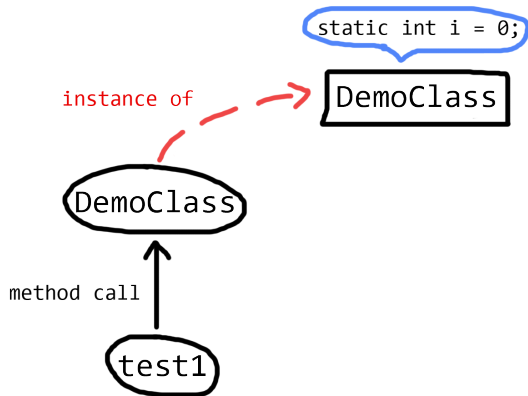 static int i = 0;
DemoClass
instance of
DemoClass
method call
test1